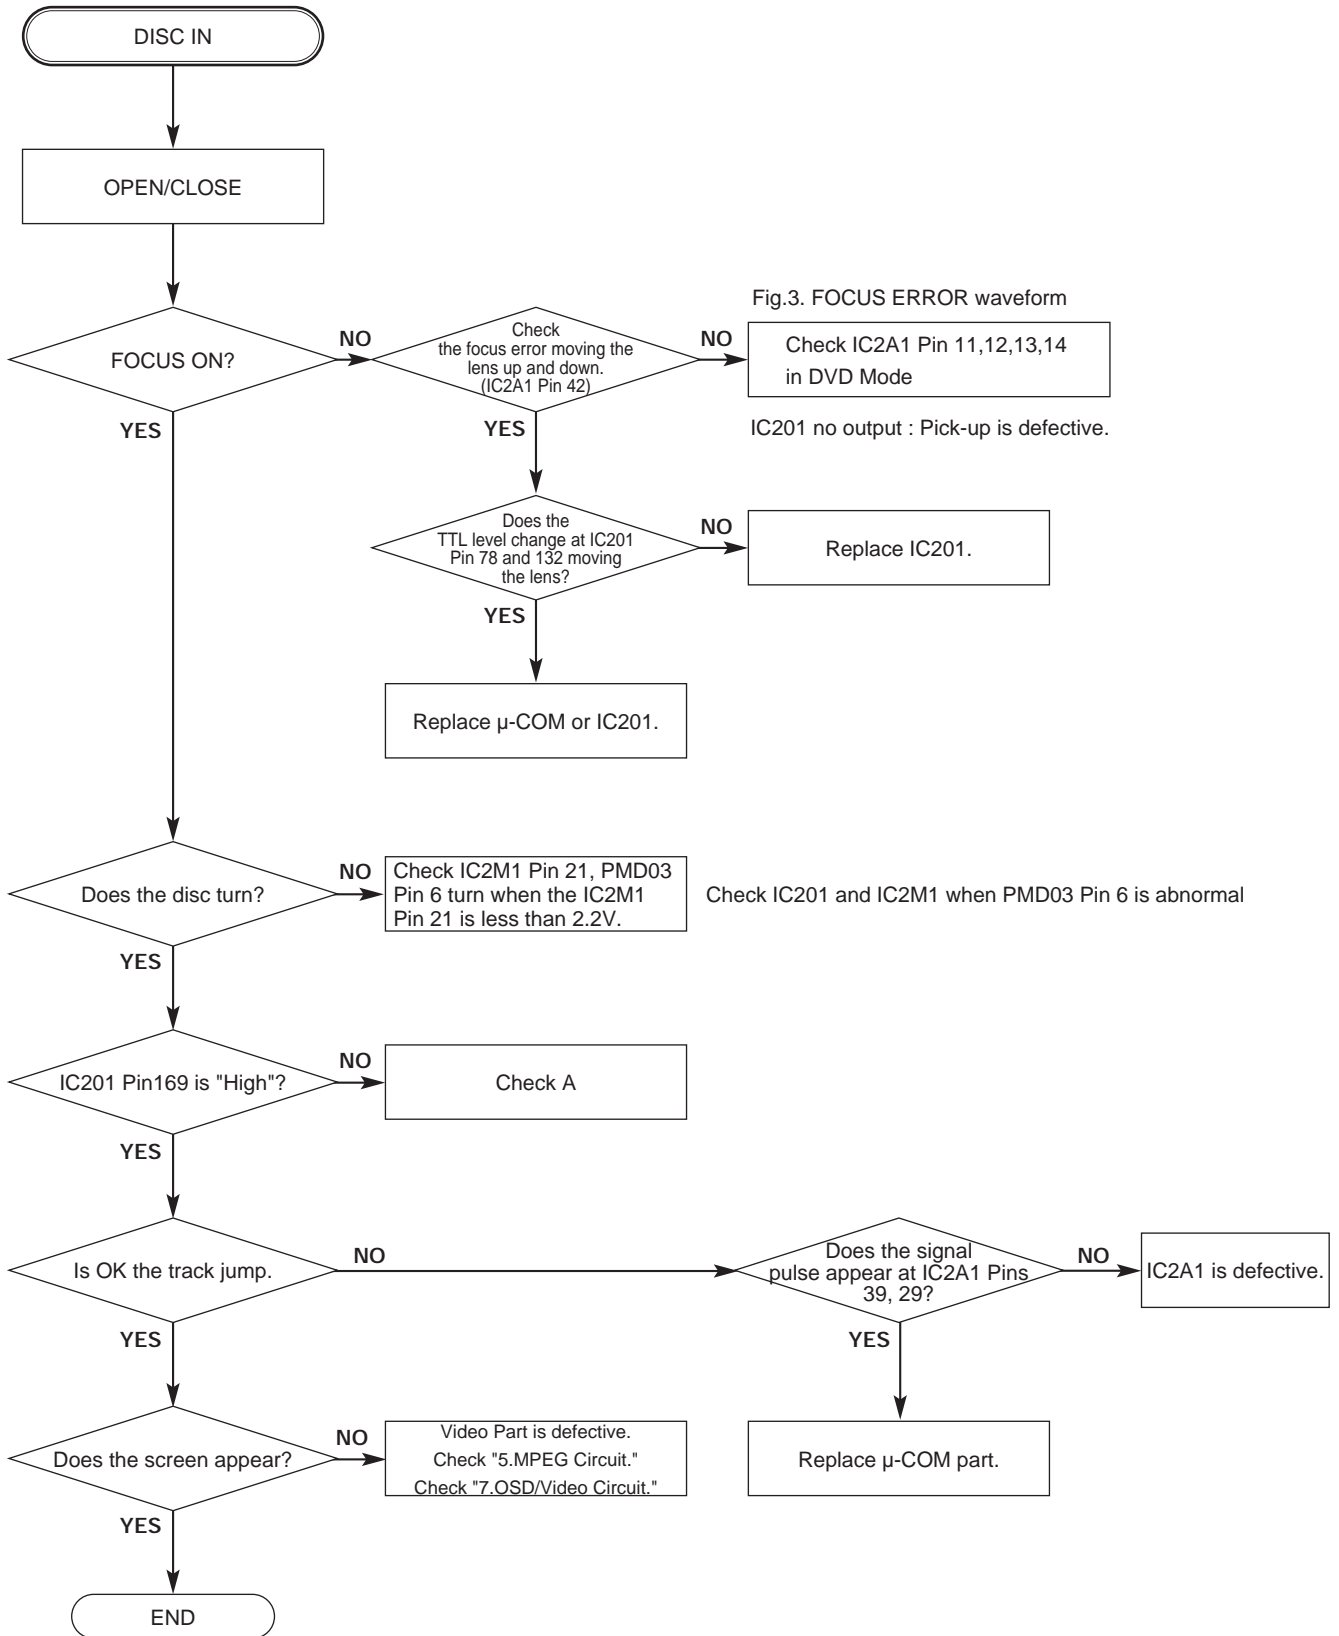 DISC IN
OPEN/CLOSE
FOCUS ON?
NO
YES
Check
the focus error moving the
lens up and down.
(IC2A1 Pin 42)
NO
YES
Fig.3. FOCUS ERROR waveform
Check IC2A1 Pin 11,12,13,14
in DVD Mode
IC201 no output : Pick-up is defective.
Does the
TTL level change at IC201
Pin 78 and 132 moving
the lens?
NO
YES
Replace IC201.
Replace µ-COM or IC201.
Does the disc turn?
NO
YES
Check IC2M1 Pin 21, PMD03
Pin 6 turn when the IC2M1
Pin 21 is less than 2.2V.
Check IC201 and IC2M1 when PMD03 Pin 6 is abnormal
IC201 Pin169 is "High"?
NO
YES
Check A
Is OK the track jump.
NO
YES
Does the signal
pulse appear at IC2A1 Pins
39, 29?
NO
YES
IC2A1 is defective.
Replace µ-COM part.
Does the screen appear?
NO
YES
Video Part is defective.
Check "5.MPEG Circuit."
Check "7.OSD/Video Circuit."
END